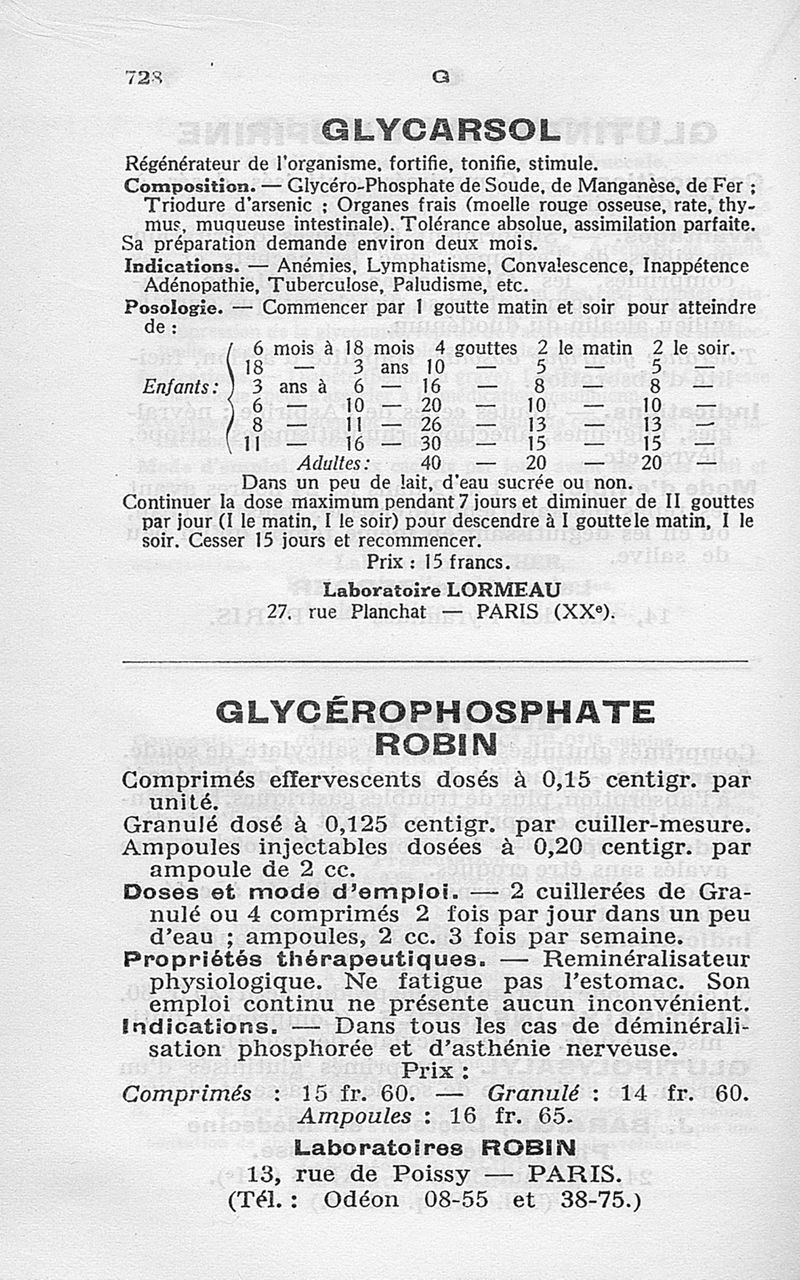 728
G
GLYCARSOL
Régénérateur de l'organisme, fortifie, tonifie, stimule.
Composition. — Glycéro-Phosphate de Soude, de Manganèse, de Fer ;
Triodure d'arsenic ; Organes frais (moelle rouge osseuse, rate, thy-
mus, muqueuse intestinale). Tolérance absolue, assimilation parfaite.
Sa préparation demande environ deux mois.
Indications. — Anémies, Lymphatisme, Convalescence, Inappétence
Adénopathie, Tuberculose, Paludisme, etc.
Posologie. — Commencer par 1 goutte matin et soir pour atteindre
de :
6 mois à 18 mois 4 gouttes 2 le matin 2 le soir.
18 — 3 ans 10 — 5 — 5 —
Enfants : 3 ans à 6 — 16 — 8 — 8 —
6 — 10 — 20 — 10 — 10 —
8 — 11 — 26 — 13 — 13 —
11 16 — 30 — 15 — 15 —
Adultes : 40 — 20 — 20 —
Dans un peu de lait, d'eau sucrée ou non.
Continuer la dose maximum pendant 7 jours et diminuer de II gouttes
par jour (I le matin, I le soir) pour descendre à I goutte le matin, I le
soir. Cesser 15 jours et recommencer.
Prix : 15 francs.
Laboratoire LORMEAU
27, rue Planchat — PARIS (XXe).
GLYCÉROPHOSPHATE
ROBIN
Comprimés effervescents dosés à 0,15 centigr. par
unité.
Granulé dosé à 0,125 centigr. par cuiller-mesure.
Ampoules injectables dosées à 0,20 centigr. par
ampoule de 2 cc.
Doses et mode d'emploi. — 2 cuillerées de Gra-
nulé ou 4 comprimés 2 fois par jour dans un peu
d'eau ; ampoules, 2 cc. 3 fois par semaine.
Propriétés thérapeutiques. — Reminéralisateur
physiologique. Ne fatigue pas l'estomac. Son
emploi continu ne présente aucun inconvénient.
Indications. — Dans tous les cas de déminérali-
sation phosphorée et d'asthénie nerveuse.
Prix :
Comprimés : 15 fr. 60. — Granulé : 14 fr. 60.
Ampoules : 16 fr. 65.
Laboratoires ROBIN
13, rue de Poissy — PARIS.
(Tél. : Odéon 08-55 et 38-75.)